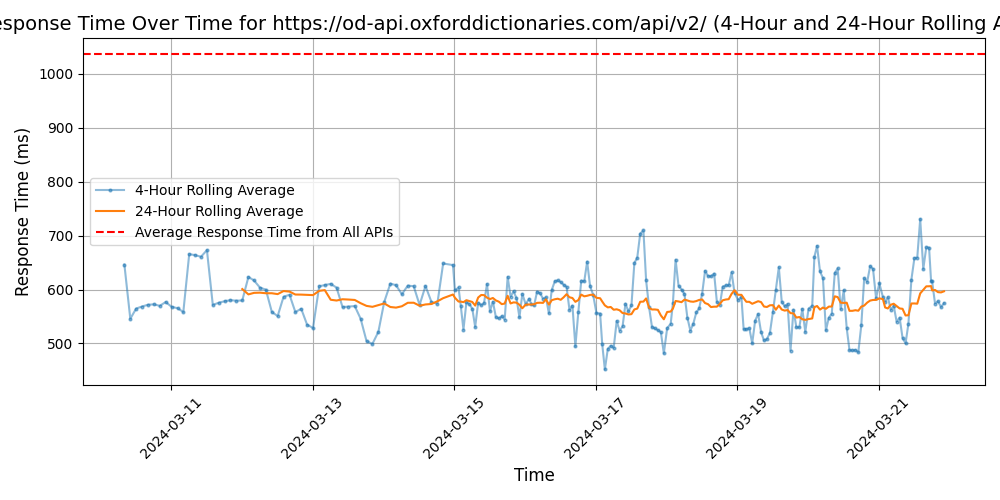 esponse Time Over Time for https://od-api.oxforddictionaries.com/api/v2/ (4-Hour and 24-Hour Rolling A
Response Time (ms)
1000
900
800
700
600
500
4-Hour Rolling Average
24-Hour Rolling Average
Average Response Time from All APIs
2024-03-11
2024-03-13
2024-03-15
2024-03-17
2024-03-19
2024-03-21
Time